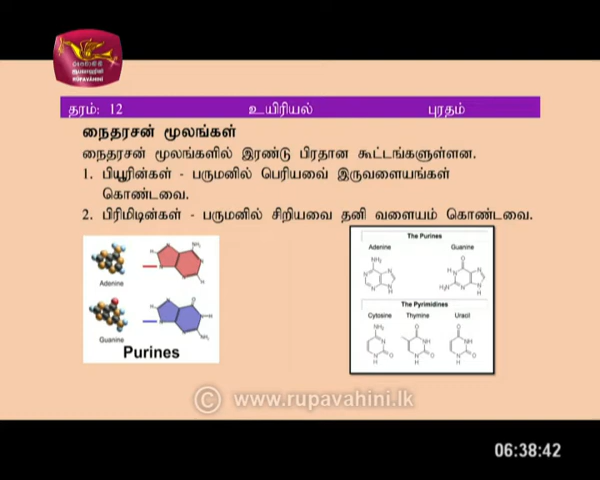 RUPAVAHINI
தரம்: 12 உயிரியல் புரதம்
நைதரசன் மூலங்கள்
நைதரசன் மூலங்களில் இரண்டு பிரதான கூட்டங்களுள்ளன.
1. பியூரின்கள் - பருமனில் பெரியவை இருவளையங்கள்
கொண்டவை.
2. பிரிமிடின்கள் - பருமனில் சிறியவை தனி வளையம் கொண்டவை.
Adenine
Guanine
Purines
The Purines
Adenine Guanine
The Pyrimidines
Cytosine Thymine Uracil
© www.rupavahini.lk
06:38:42